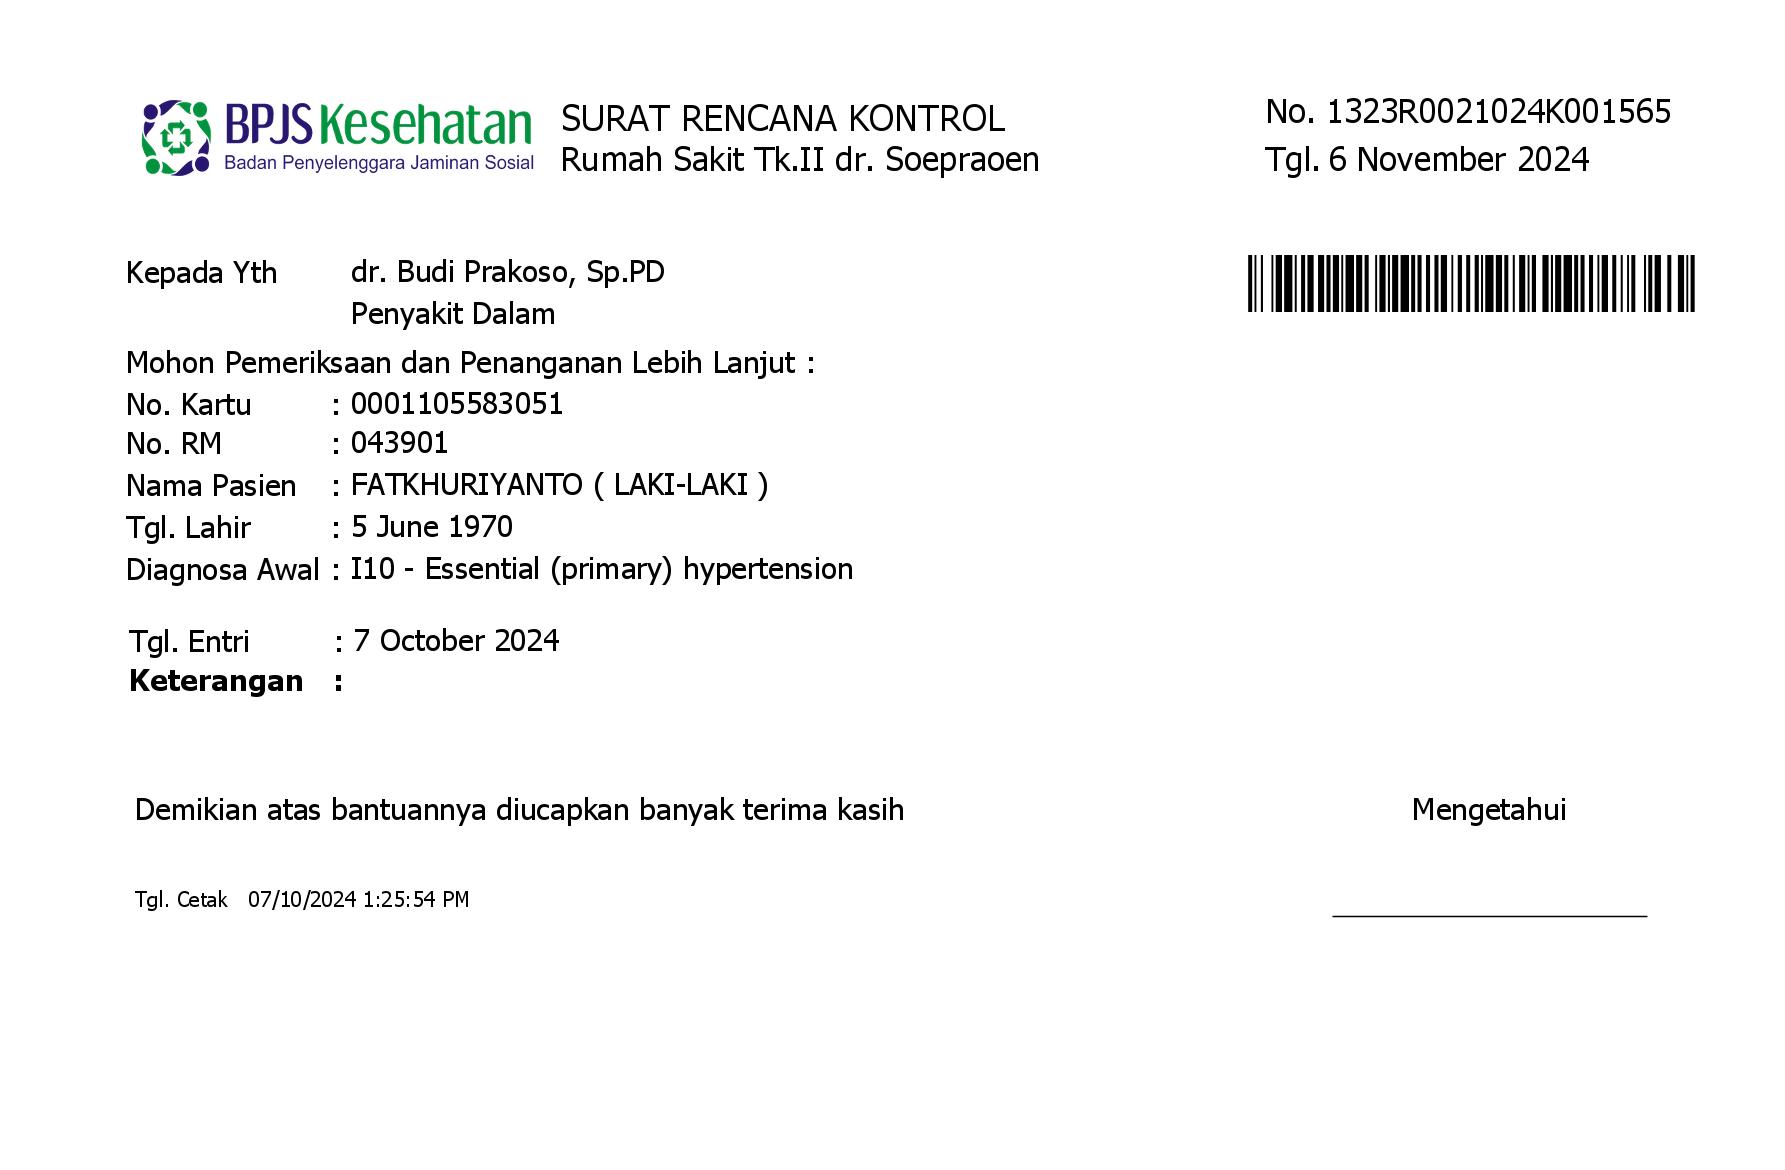 BPJS Kesehatan
Badan Penyelenggara Jaminan Sosial
SURAT RENCANA KONTROL
Rumah Sakit Tk.II dr. Soepraoen
No. 1323R0021024K001565
Tgl. 6 November 2024
Kepada Yth dr. Budi Prakoso, Sp.PD
Penyakit Dalam
Mohon Pemeriksaan dan Penanganan Lebih Lanjut :
No. Kartu : 0001105583051
No. RM : 043901
Nama Pasien : FATKHURIYANTO ( LAKI-LAKI )
Tgl. Lahir : 5 June 1970
Diagnosa Awal : I10 - Essential (primary) hypertension
Tgl. Entri : 7 October 2024
Keterangan :
Demikian atas bantuannya diucapkan banyak terima kasih
Mengetahui
Tgl. Cetak 07/10/2024 1:25:54 PM